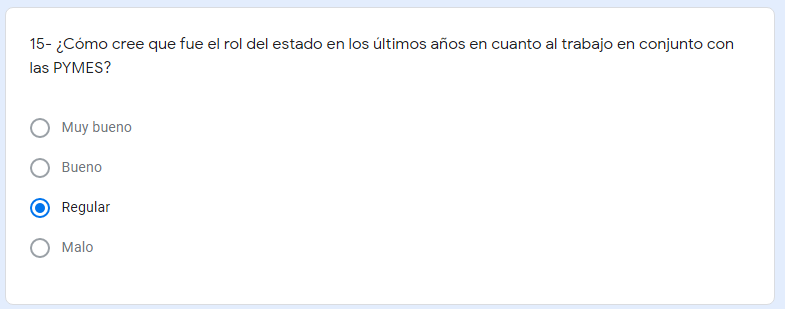 15- ¿Cómo cree que fue el rol del estado en los últimos años en cuanto al trabajo en conjunto con
las PYMES?
Muy bueno
Bueno
Regular
Malo